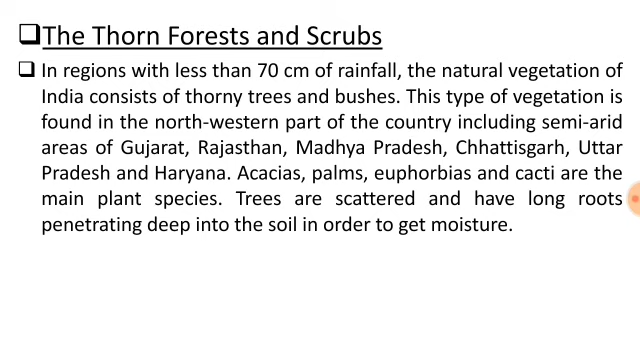 The Thorn Forests and Scrubs
In regions with less than 70 cm of rainfall, the natural vegetation of
India consists of thorny trees and bushes. This type of vegetation is
found in the north-western part of the country including semi-arid
areas of Gujarat, Rajasthan, Madhya Pradesh, Chhattisgarh, Uttar
Pradesh and Haryana. Acacias, palms, euphorbias and cacti are the
main plant species. Trees are scattered and have long roots
penetrating deep into the soil in order to get moisture.